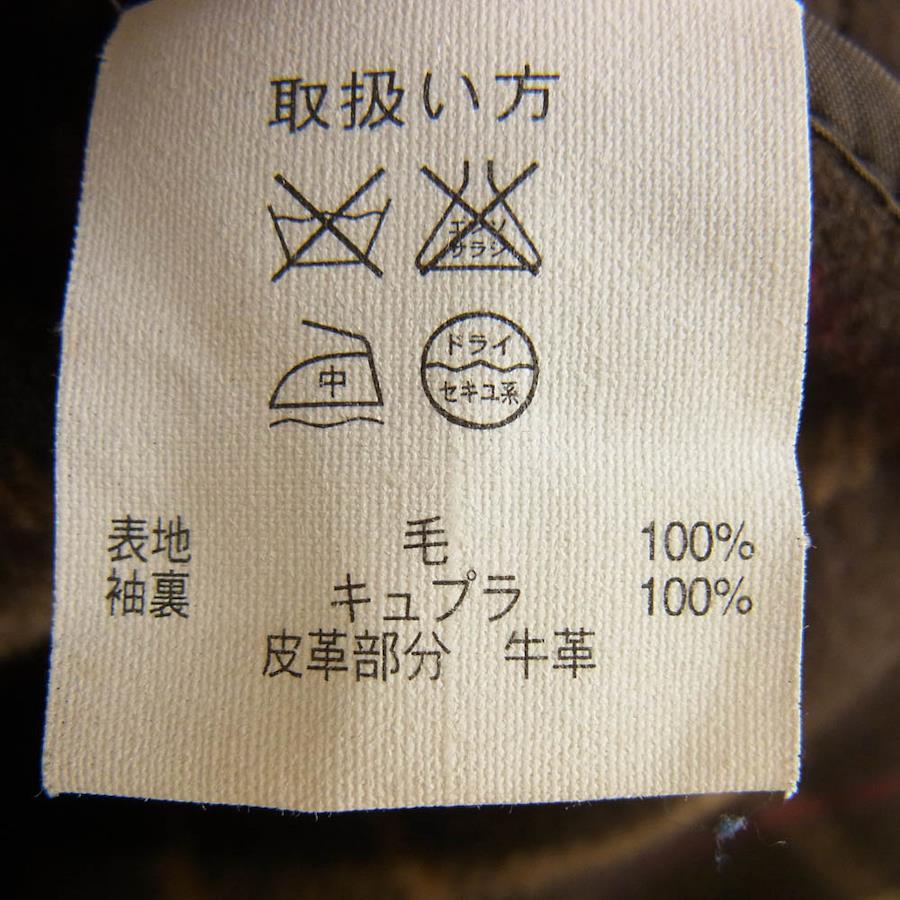 取扱い方
エンソ
サラシ
中
ドライ
セキユ系
表地 毛 100%
袖裏 キュプラ 100%
皮革部分 牛革